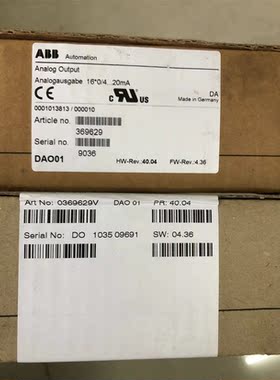 ABB Automation
Analog Output
Analogausgabe 16*0/4...20mA
CE c RU US DA
Made in Germany
0001013813 / 000010
Article no.
369629
Serial no.
9036
DAO01 HW-Rev.:40.04 FW-Rev.:4.36
Art No: 0369629V DAO 01 PR: 40.04
Serial No: DO 1035 09691 SW: 04.36